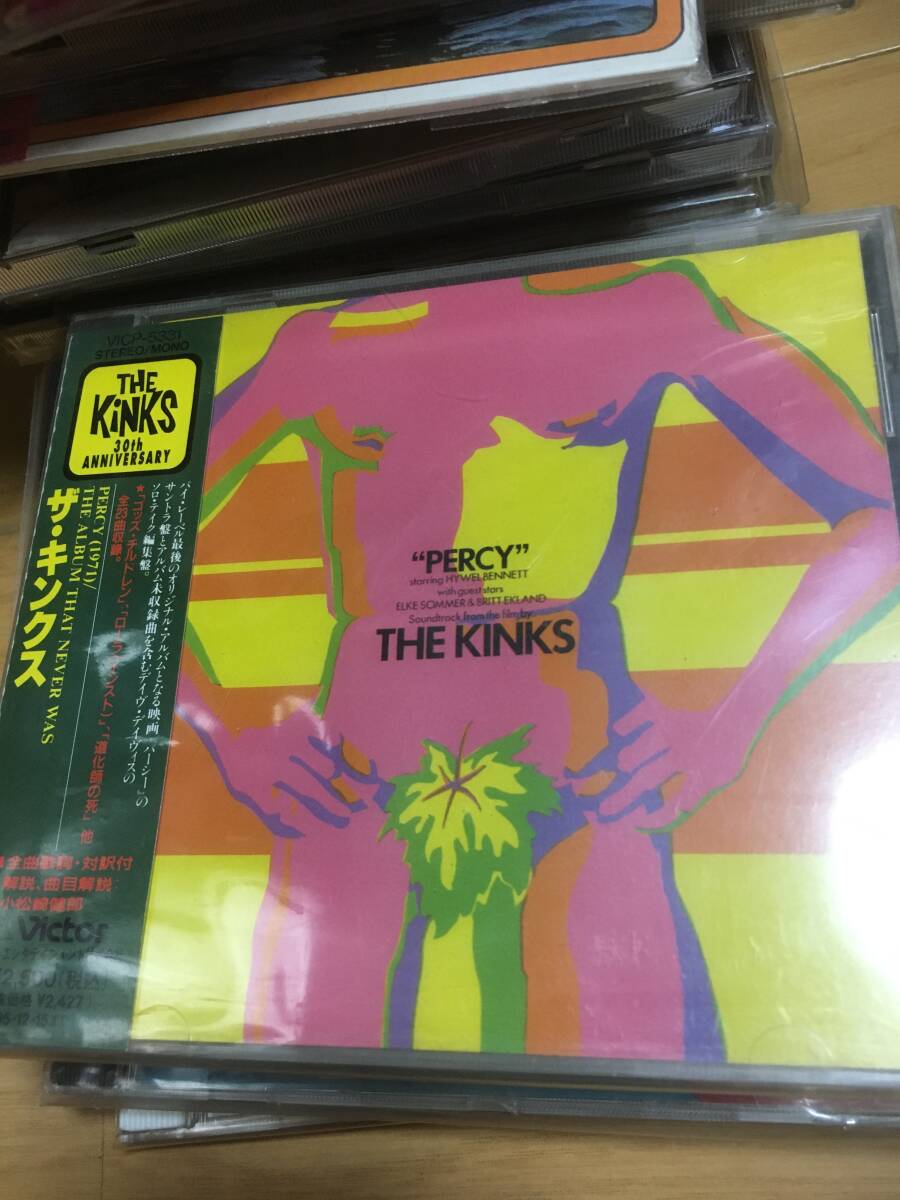 VICP-5331
STEREO/MONO
THE
KiNKS
30th
ANNIVERSARY
ザ・キンクス
PERCY (1971)/
THE ALBUM THAT NEVER WAS
パイ・レーベル最後のオリジナル・アルバムとなる映画『パーシー』の
サントラ盤とアルバム未収録曲を含むデイヴ・デイヴィスの
ソロ・テイク編集盤。
★「ゴッズ・チルドレン」、「ローラ
「道化師の死」他
全23曲収録。
全曲歌詞・対訳付
解説、曲目解説:
小松崎健郎
Victor
(税込)
¥2,427
"PERCY"
starring HYWEL BENNETT
with guest stars
ELKE SOMMER & BRITT EKLAND
Soundtrack from the film by
THE KINKS